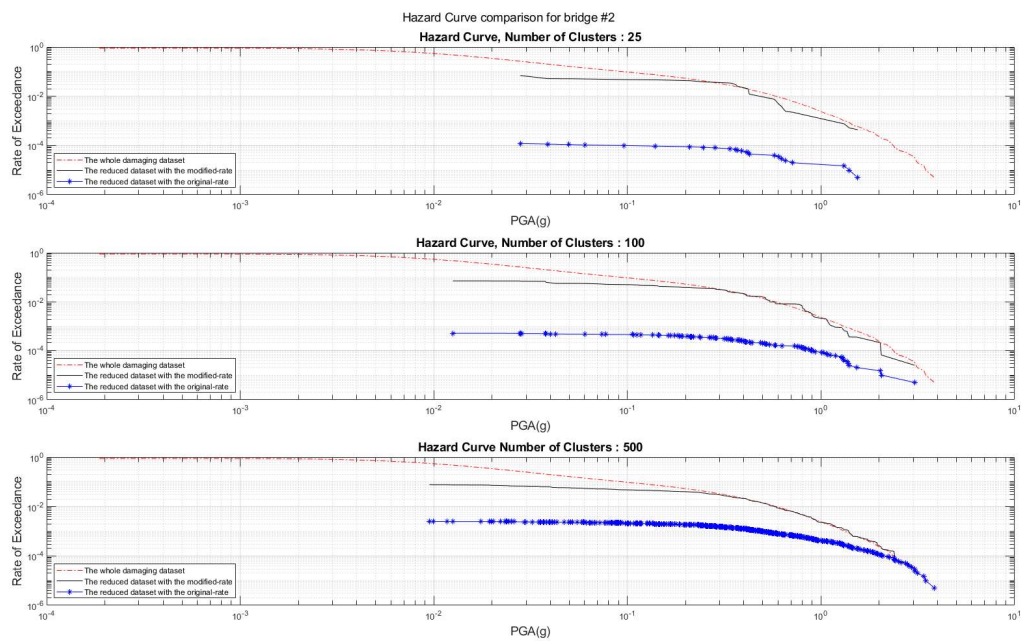 Hazard Curve comparison for bridge #2
Hazard Curve, Number of Clusters : 25
Rate of Exceedance
10^0
10^-2
10^-4
10^-6
The whole damaging dataset
The reduced dataset with the modified-rate
The reduced dataset with the original-rate
10^-4 10^-3 10^-2 10^-1 10^0 10^1
PGA(g)
Hazard Curve, Number of Clusters : 100
Rate of Exceedance
10^0
10^-2
10^-4
10^-6
The whole damaging dataset
The reduced dataset with the modified-rate
The reduced dataset with the original-rate
10^-4 10^-3 10^-2 10^-1 10^0 10^1
PGA(g)
Hazard Curve Number of Clusters : 500
Rate of Exceedance
10^0
10^-2
10^-4
10^-6
The whole damaging dataset
The reduced dataset with the modified-rate
The reduced dataset with the original-rate
10^-4 10^-3 10^-2 10^-1 10^0 10^1
PGA(g)